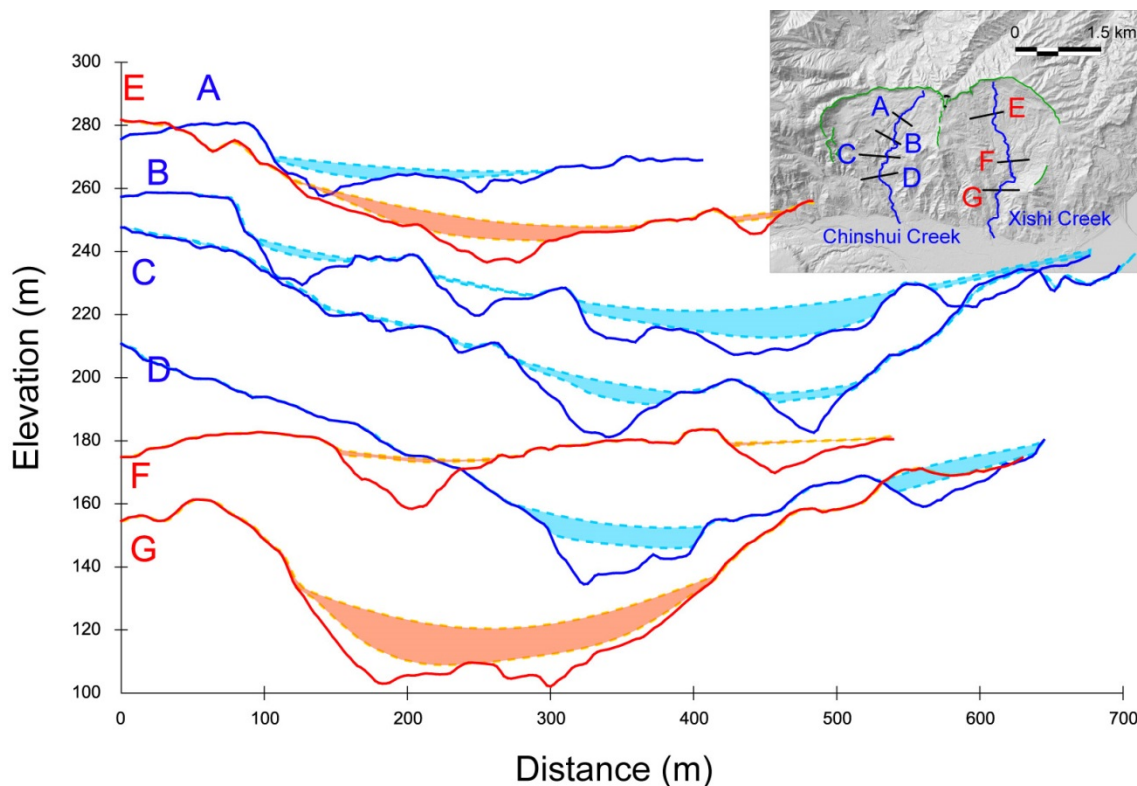 0 1.5 km
A
E
B
C
F
D
G
Chinshui Creek
Xishi Creek
E A
B
C
D
F
G
Elevation (m)
300
280
260
240
220
200
180
160
140
120
100
0 100 200 300 400 500 600 700
Distance (m)